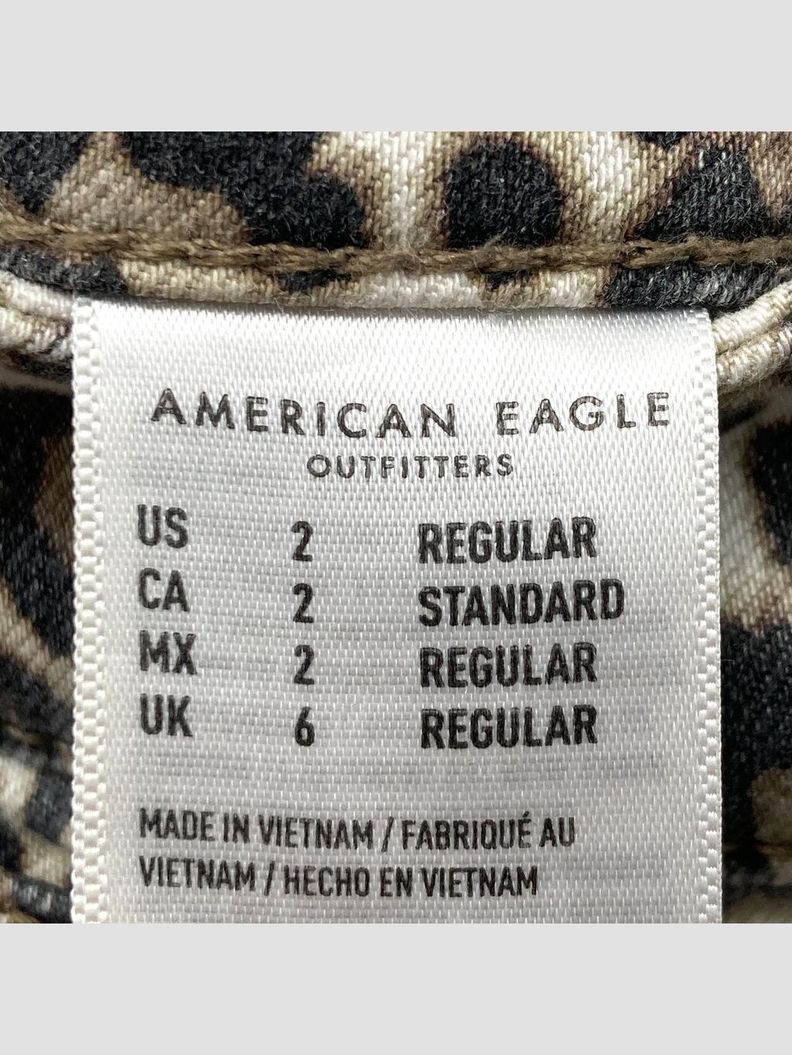 AMERICAN EAGLE
OUTFITTERS
US 2 REGULAR
CA 2 STANDARD
MX 2 REGULAR
UK 6 REGULAR
MADE IN VIETNAM / FABRIQUÉ AU
VIETNAM / HECHO EN VIETNAM